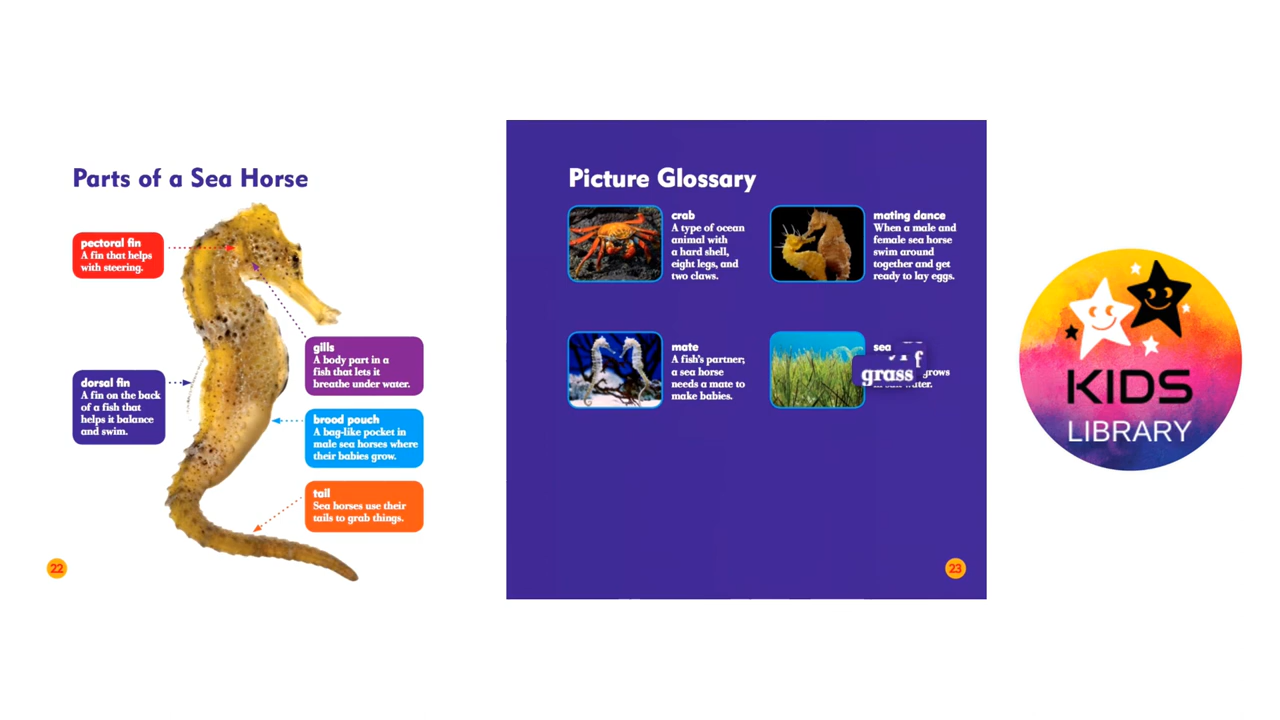 Parts of a Sea Horse
pectoral fin
A fin that helps
with steering.
gills
A body part in a
fish that lets it
breathe under water.
dorsal fin
A fin on the back
of a fish that
helps it balance
and swim.
brood pouch
A bag-like pocket in
male sea horses where
their babies grow.
tail
Sea horses use their
tails to grab things.
22
Picture Glossary
crab
A type of ocean
animal with
a hard shell,
eight legs, and
two claws.
mating dance
When a male and
female sea horse
swim around
together and get
ready to lay eggs.
mate
A fish's partner;
a sea horse
needs a mate to
make babies.
sea
grass grows
23
KIDS
LIBRARY